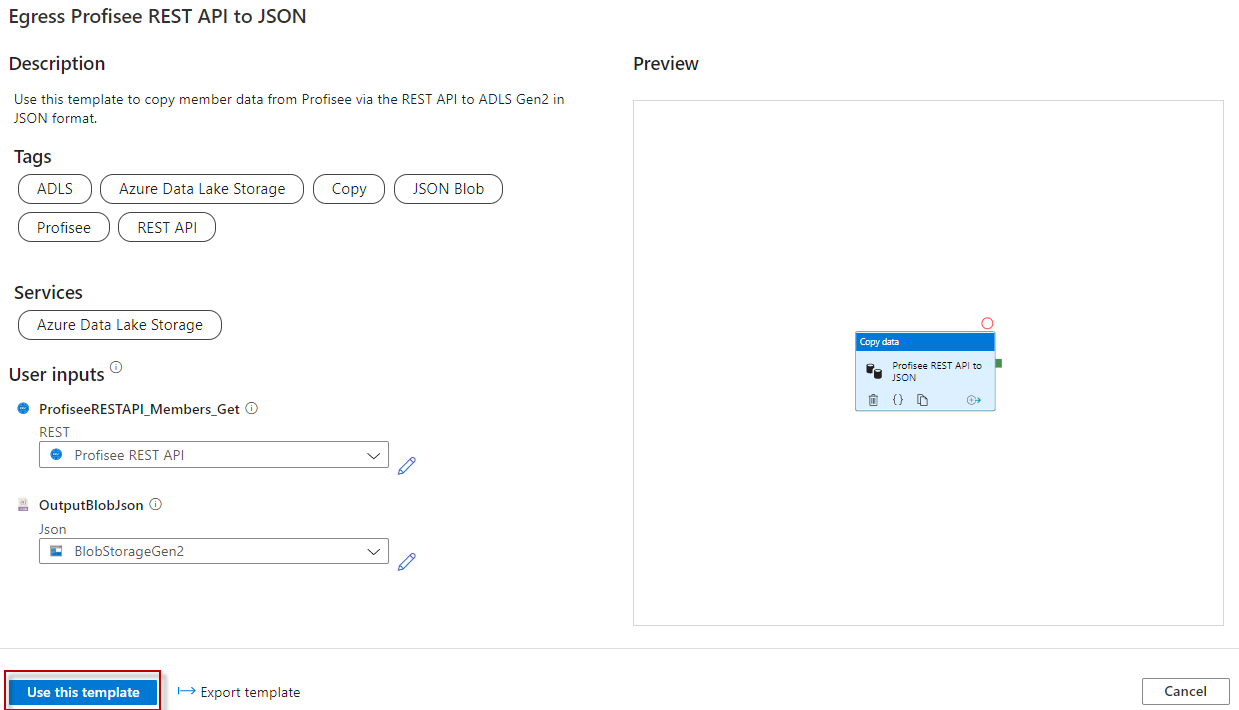 Egress Profisee REST API to JSON
Description
Use this template to copy member data from Profisee via the REST API to ADLS Gen2 in
JSON format.
Tags
ADLS
Azure Data Lake Storage
Copy
JSON Blob
Profisee
REST API
Services
Azure Data Lake Storage
User inputs
ProfiseeRESTAPI_Members_Get
REST
Profisee REST API
OutputBlobJson
Json
BlobStorageGen2
Preview
Copy data
Profisee REST API to
JSON
{}
Use this template
Export template
Cancel